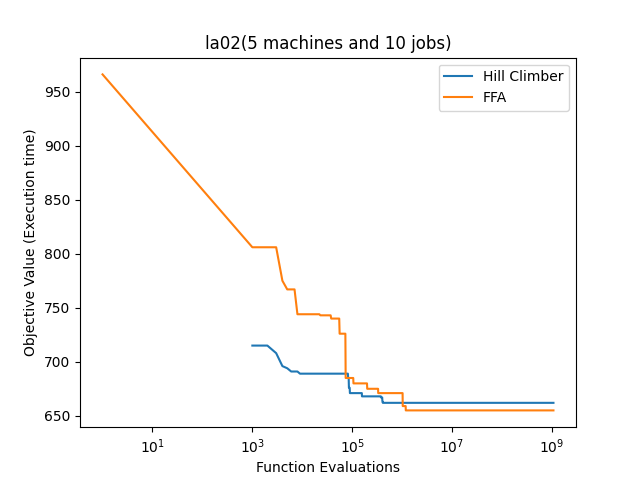 la02(5 machines and 10 jobs)
Hill Climber
FFA
Objective Value (Execution time)
950
900
850
800
750
700
650
10¹ 10³ 10⁵ 10⁷ 10⁹
Function Evaluations